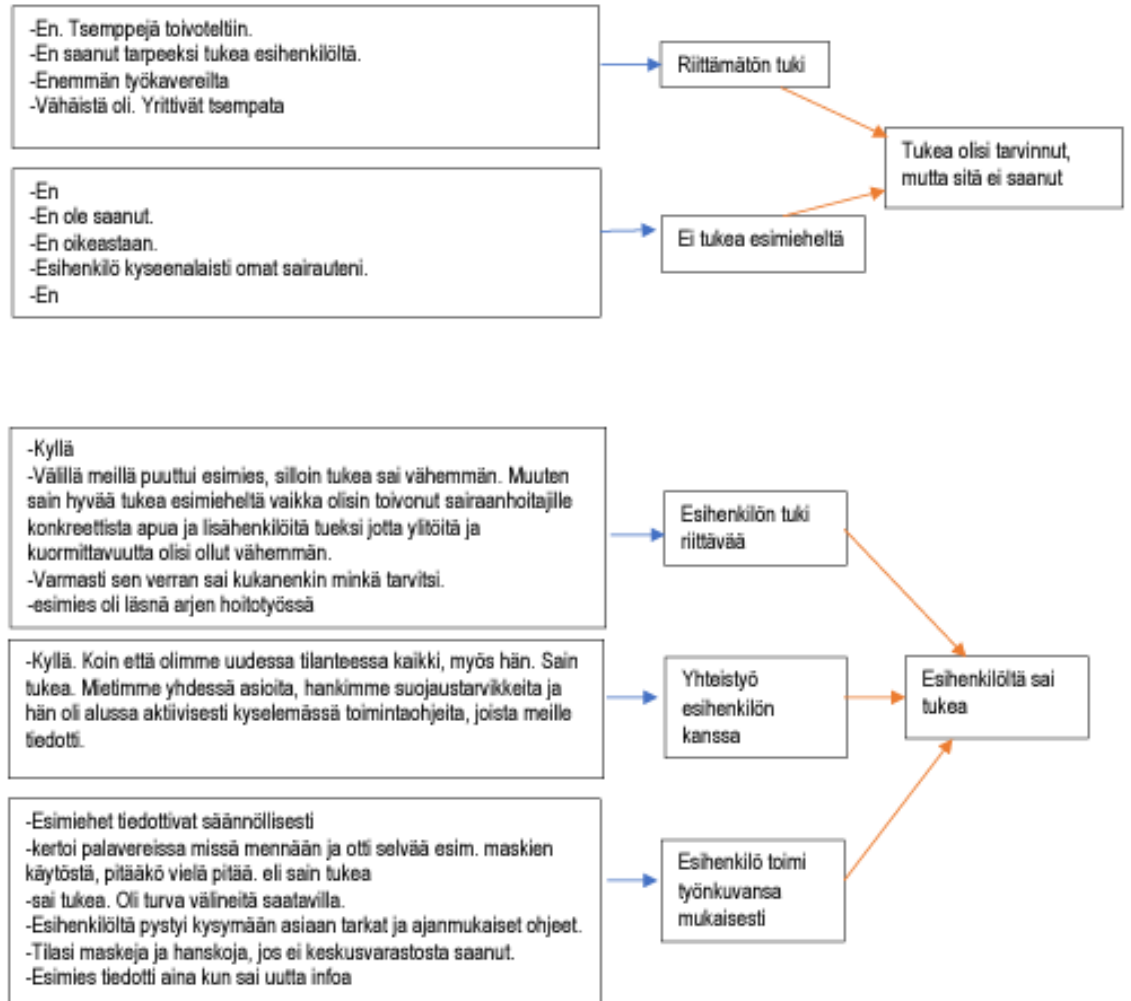 -En. Tsemppejä toivoteltiin.
-En saanut tarpeeksi tukea esihenkilöltä.
-Enemmän työkavereilta
-Vähäistä oli. Yrittivät tsempata
Riittämätön tuki
Tukea olisi tarvinnut,
mutta sitä ei saanut
-En
-En ole saanut.
-En oikeastaan.
-Esihenkilö kyseenalaisti omat sairauteni.
-En
Ei tukea esimieheltä
-Kyllä
-Välillä meillä puuttui esimies, silloin tukea sai vähemmän. Muuten
sain hyvää tukea esimieheltä vaikka olisin toivonut sairaanhoitajille
konkreettista apua ja lisähenkilöitä tueksi jotta ylitöitä ja
kuormittavuutta olisi ollut vähemmän.
-Varmasti sen verran sai kukanenkin minkä tarvitsi.
-esimies oli läsnä arjen hoitotyössä
Esihenkilön tuki
riittävää
-Kyllä. Koin että olimme uudessa tilanteessa kaikki, myös hän. Sain
tukea. Mietimme yhdessä asioita, hankimme suojaustarvikkeita ja
hän oli alussa aktiivisesti kyselemässä toimintaohjeita, joista meille
tiedotti.
Yhteistyö
esihenkilön
kanssa
Esihenkilöltä sai
tukea
-Esimiehet tiedottivat säännöllisesti
-kertoi palavereissa missä mennään ja otti selvää esim. maskien
käytöstä, pitääkö vielä pitää. eli sain tukea
-sai tukea. Oli turva välineitä saatavilla.
-Esihenkilöltä pystyi kysymään asiaan tarkat ja ajanmukaiset ohjeet.
-Tilasi maskeja ja hanskoja, jos ei keskusvarastosta saanut.
-Esimies tiedotti aina kun sai uutta infoa
Esihenkilö toimi
työnkuvansa
mukaisesti